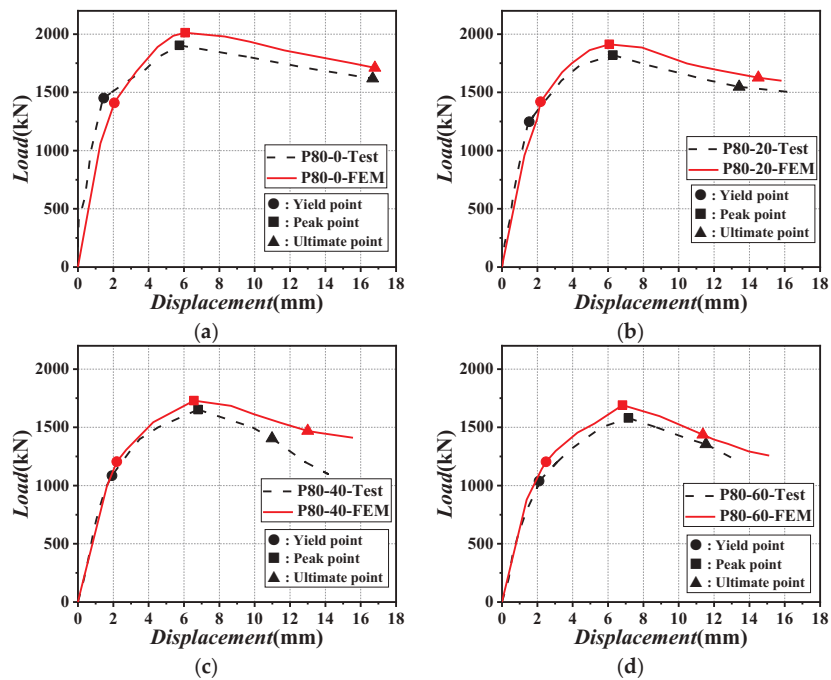 2000
1500
1000
500
0
Load(kN)
P80-0-Test
P80-0-FEM
: Yield point
: Peak point
: Ultimate point
0 2 4 6 8 10 12 14 16 18
Displacement(mm)
(a)
2000
1500
1000
500
0
Load(kN)
P80-20-Test
P80-20-FEM
: Yield point
: Peak point
: Ultimate point
0 2 4 6 8 10 12 14 16 18
Displacement(mm)
(b)
2000
1500
1000
500
0
Load(kN)
P80-40-Test
P80-40-FEM
: Yield point
: Peak point
: Ultimate point
0 2 4 6 8 10 12 14 16 18
Displacement(mm)
(c)
2000
1500
1000
500
0
Load(kN)
P80-60-Test
P80-60-FEM
: Yield point
: Peak point
: Ultimate point
0 2 4 6 8 10 12 14 16 18
Displacement(mm)
(d)